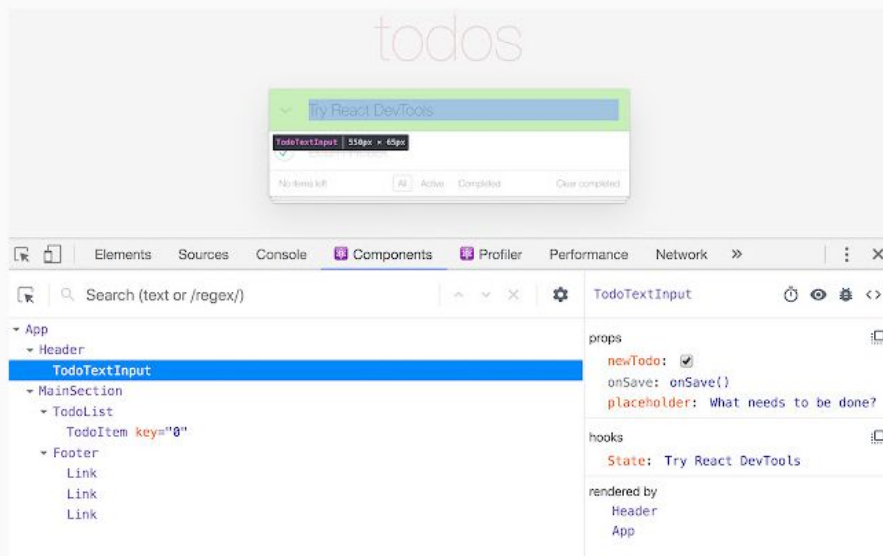 todos
Try React DevTools
TodoTextInput | 550px × 65px
No items left All Active Completed Clear completed
Elements Sources Console Components Profiler Performance Network »
Search (text or /regex/)
TodoTextInput
App
Header
TodoTextInput
MainSection
TodoList
TodoItem key="0"
Footer
Link
Link
Link
props
newTodo:
onSave: onSave()
placeholder: What needs to be done?
hooks
State: Try React DevTools
rendered by
Header
App